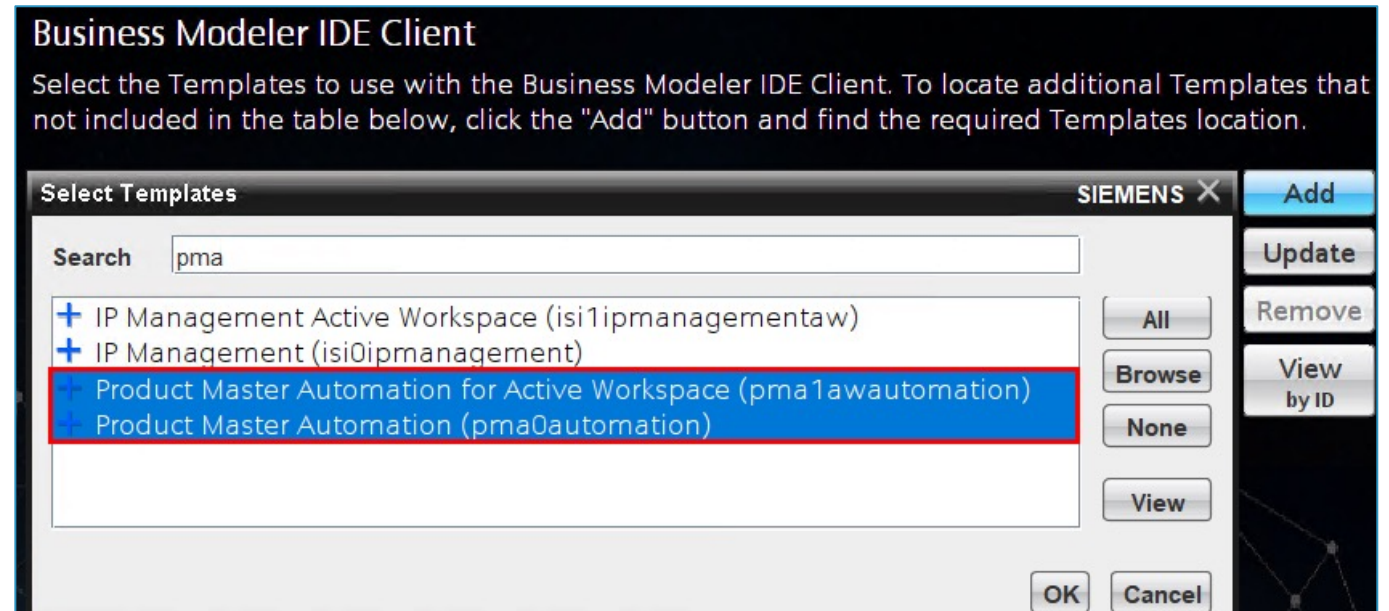 Business Modeler IDE Client
Select the Templates to use with the Business Modeler IDE Client. To locate additional Templates that
not included in the table below, click the "Add" button and find the required Templates location.
Select Templates SIEMENS
Add
Search pma
Update
IP Management Active Workspace (isi1ipmanagementaw)
All
Remove
IP Management (isi0ipmanagement)
Product Master Automation for Active Workspace (pma1awautomation)
Browse
View
by ID
Product Master Automation (pma0automation)
None
View
OK Cancel